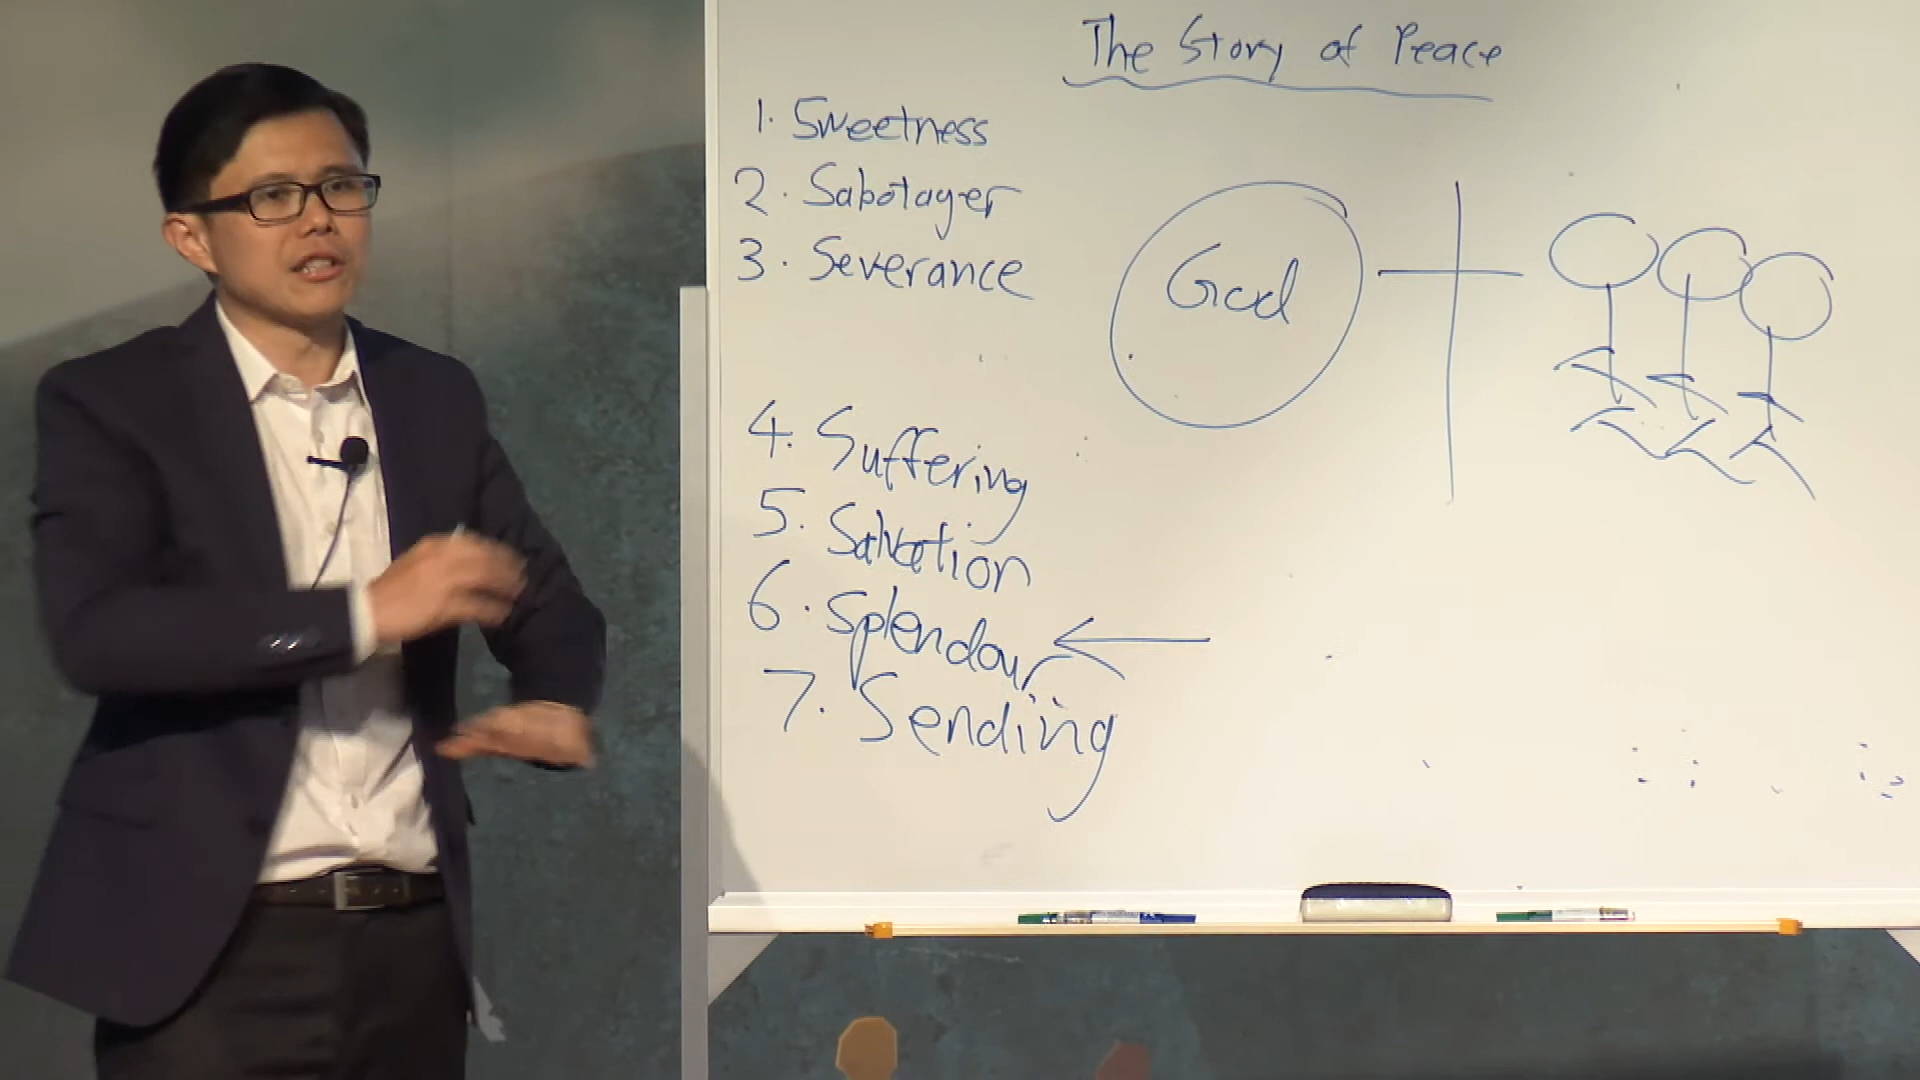 The Story of Peace
1. Sweetness
2. Sabotager
3. Severance
God
4. Suffering
5. Salvation
6. Splendour
7. Sending